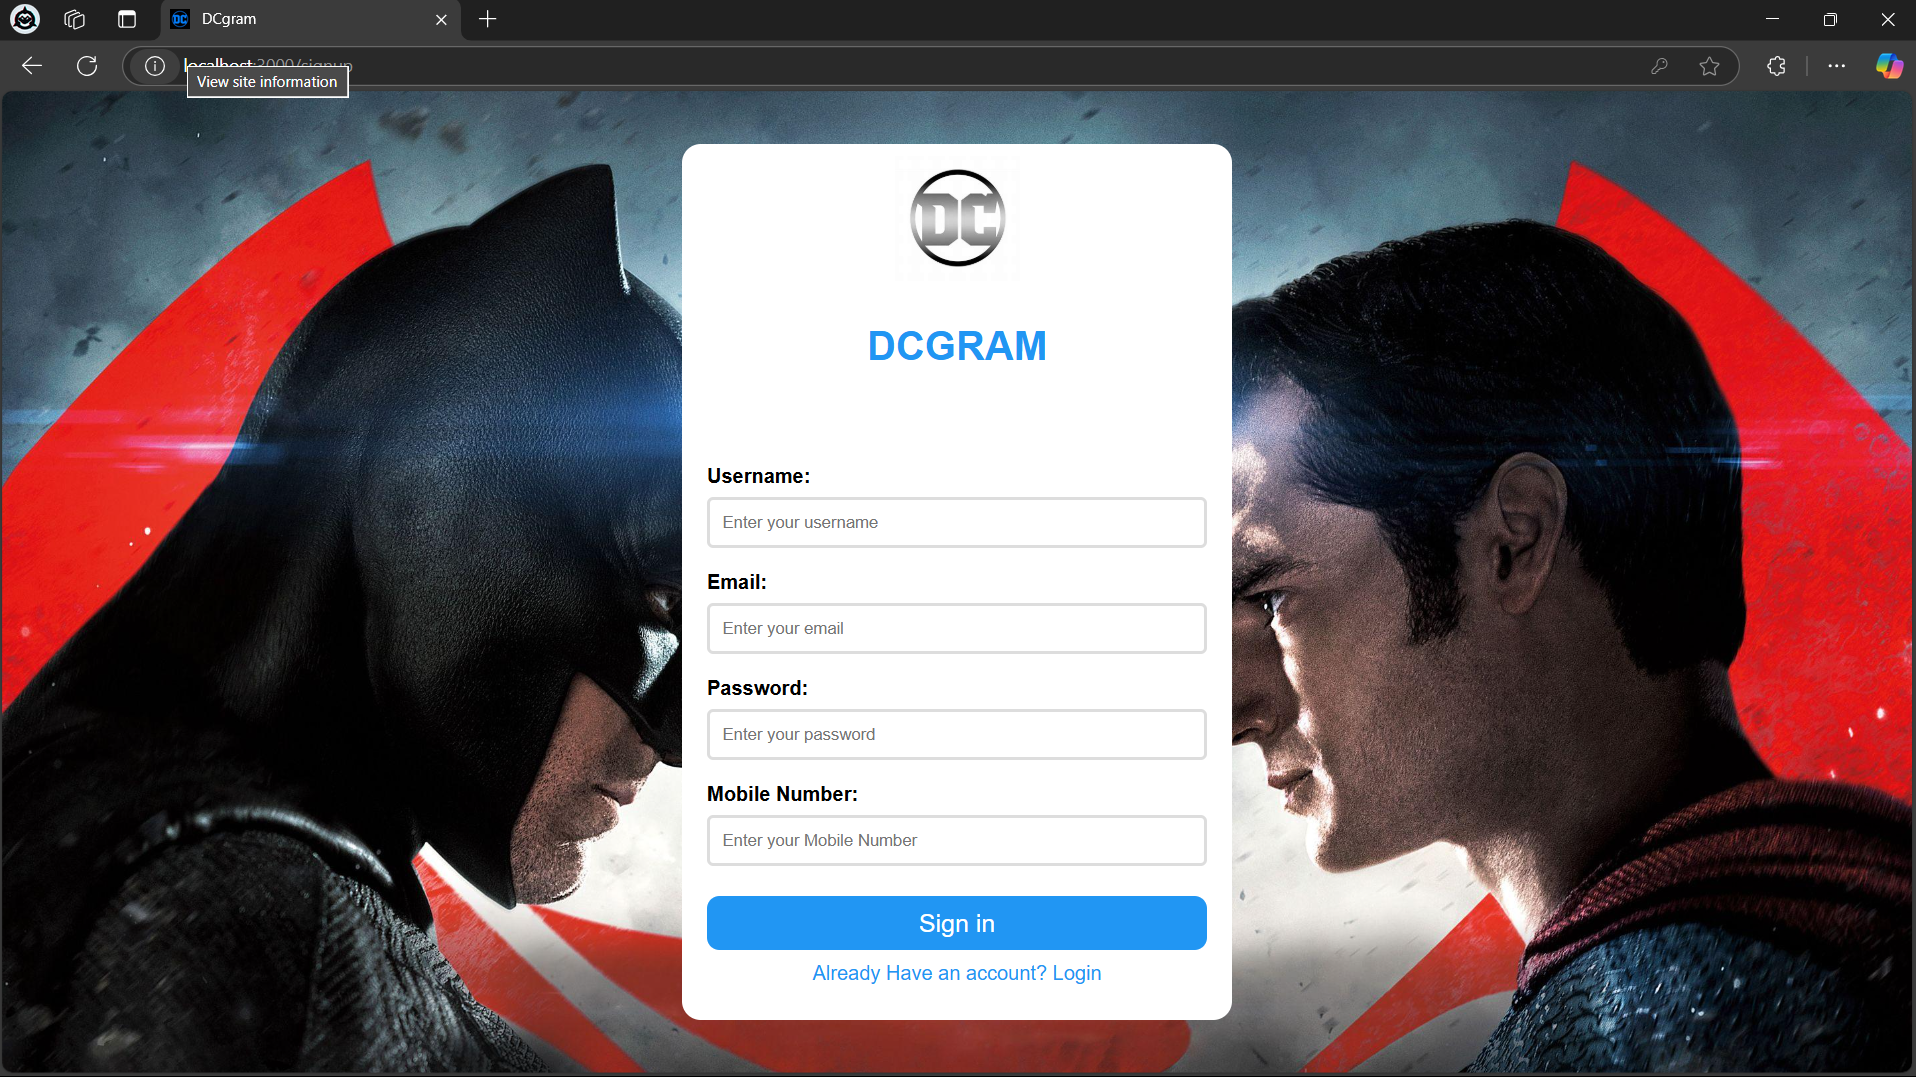 DC
DCgram
localhost:3000/signup
View site information
DC
DCGRAM
Username:
Enter your username
Email:
Enter your email
Password:
Enter your password
Mobile Number:
Enter your Mobile Number
Sign in
Already Have an account? Login